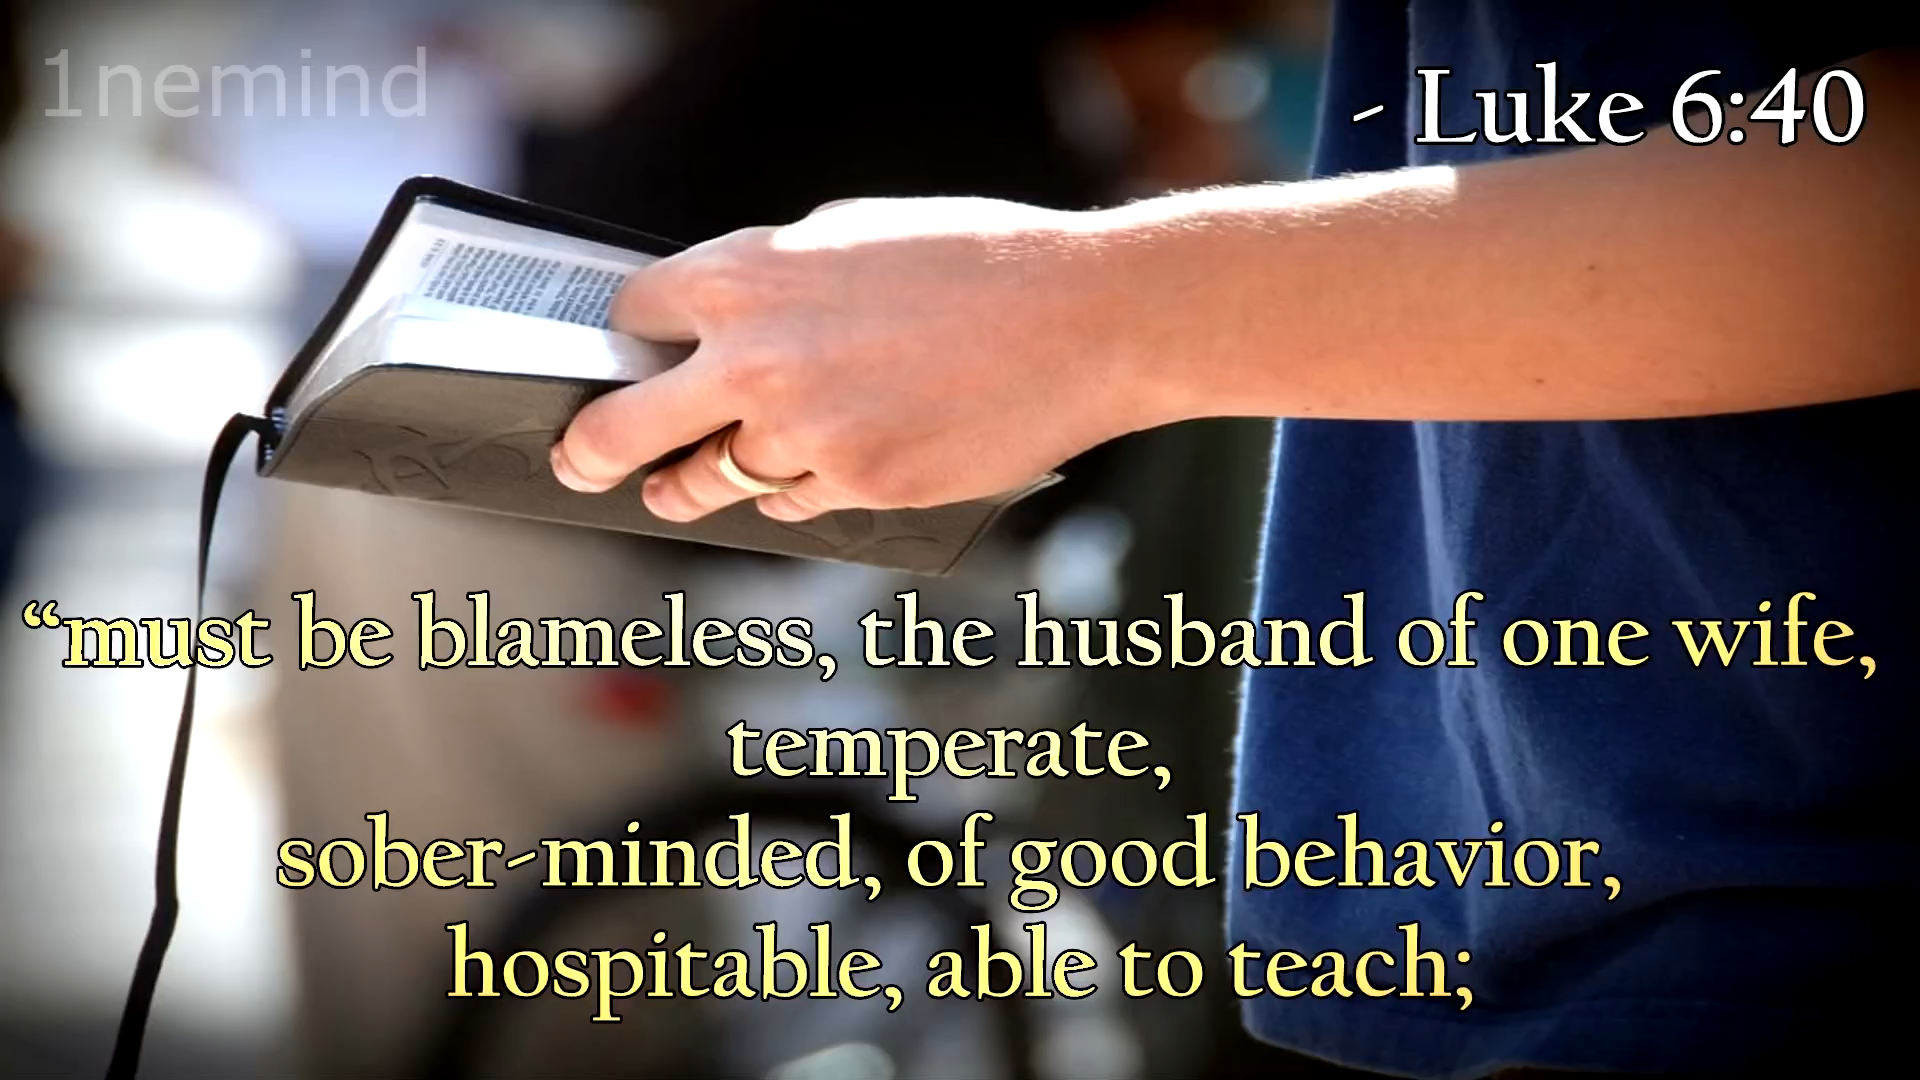 1nemind
- Luke 6:40
“must be blameless, the husband of one wife,
temperate,
sober-minded, of good behavior,
hospitable, able to teach;